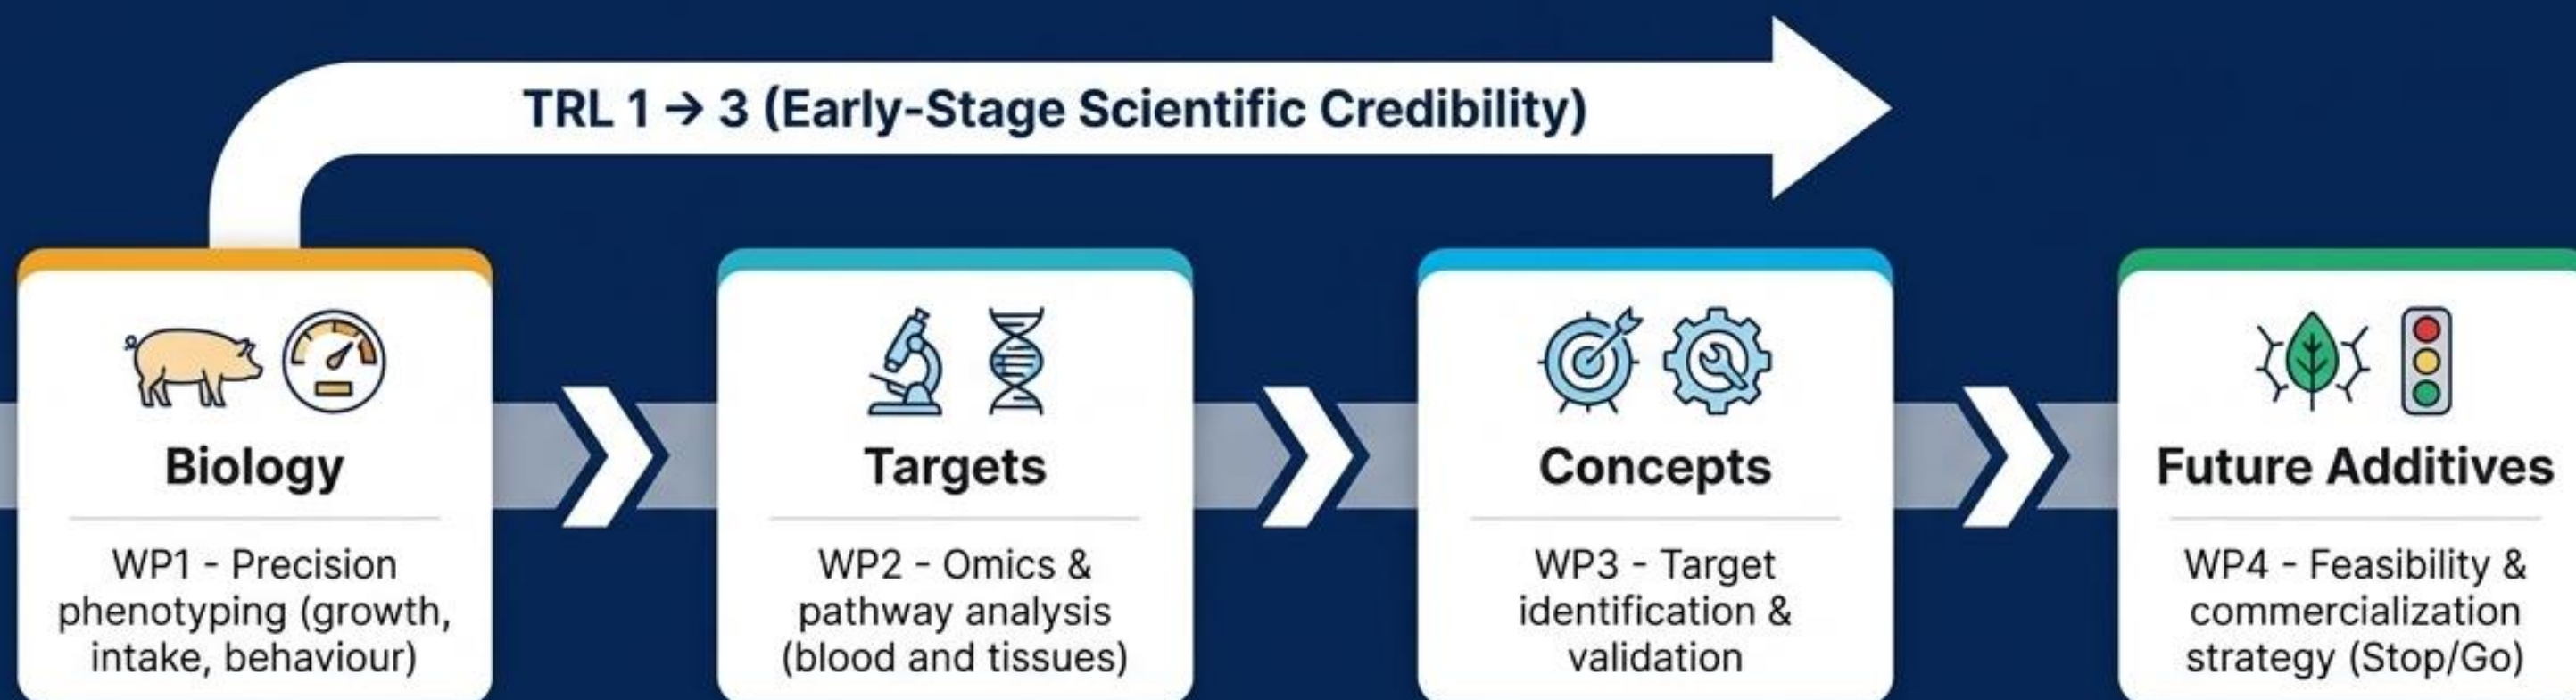 TRL 1 → 3 (Early-Stage Scientific Credibility)
Biology
WP1 - Precision
phenotyping (growth,
intake, behaviour)
Targets
WP2 - Omics &
pathway analysis
(blood and tissues)
Concepts
WP3 - Target
identification &
validation
Future Additives
WP4 - Feasibility &
commercialization
strategy (Stop/Go)